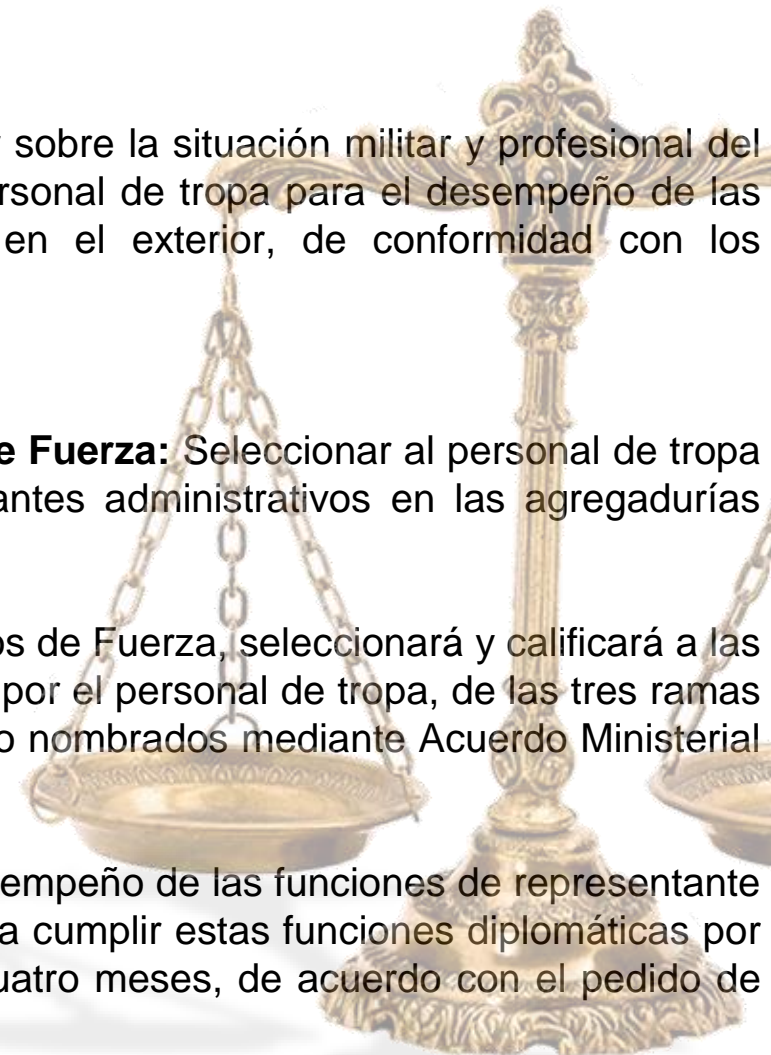 sobre la situación militar y profesional del
ersonal de tropa para el desempeño de las
en el exterior, de conformidad con los
e Fuerza: Seleccionar al personal de tropa
antes administrativos en las agregadurías
os de Fuerza, seleccionará y calificará a las
por el personal de tropa, de las tres ramas
o nombrados mediante Acuerdo Ministerial
empeño de las funciones de representante
a cumplir estas funciones diplomáticas por
uatro meses, de acuerdo con el pedido de